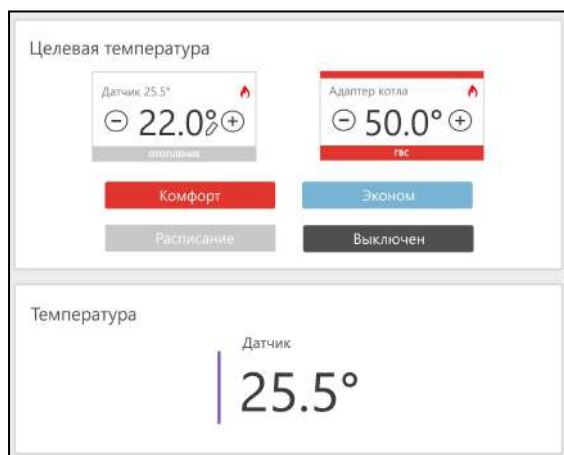 Целевая температура
Датчик 25.5°
22.0°
отопление
Адаптер котла
50.0°
ГВС
Комфорт
Эконом
Расписание
Выключен
Температура
Датчик
25.5°